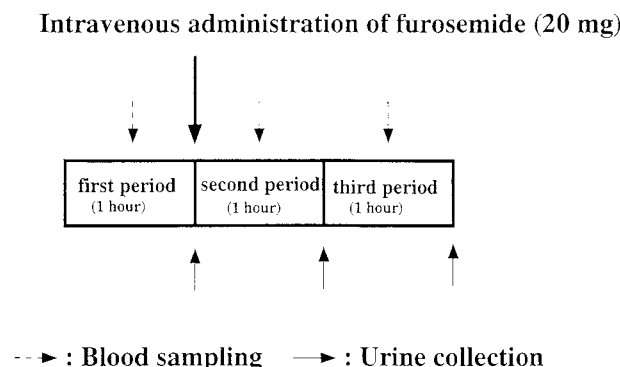 Intravenous administration of furosemide (20 mg)
first period second period third period
(1 hour) (1 hour) (1 hour)
: Blood sampling : Urine collection